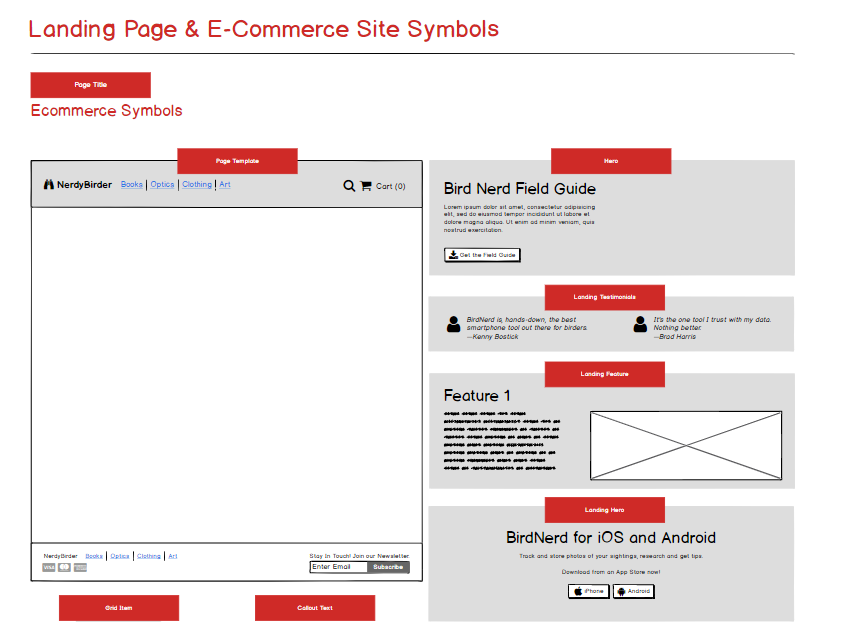 Landing Page & E-Commerce Site Symbols
Page Title
Ecommerce Symbols
Page Template
NerdyBirder Books Optics Clothing Art Cart (0)
NerdyBirder Books Optics Clothing Art
VISA
Stay In Touch! Join our Newsletter
Enter Email Subscribe
Grid Item
Callout Text
Hero
Bird Nerd Field Guide
Lorem ipsum dolor sit amet, consectetur adipisicing
elit, sed do eiusmod tempor incididunt ut labore et
dolore magna aliqua. Ut enim ad minim veniam, quis
nostrud exercitation.
Get the Field Guide
Landing Testimonials
BirdNerd is, hands-down, the best
smartphone tool out there for birders.
—Kenny Bostick
It's the one tool I trust with my data.
Nothing better.
—Brad Harris
Landing Feature
Feature 1
Landing Hero
BirdNerd for iOS and Android
Track and store photos of your sightings, research and get tips.
Download from an App Store now!
iPhone Android